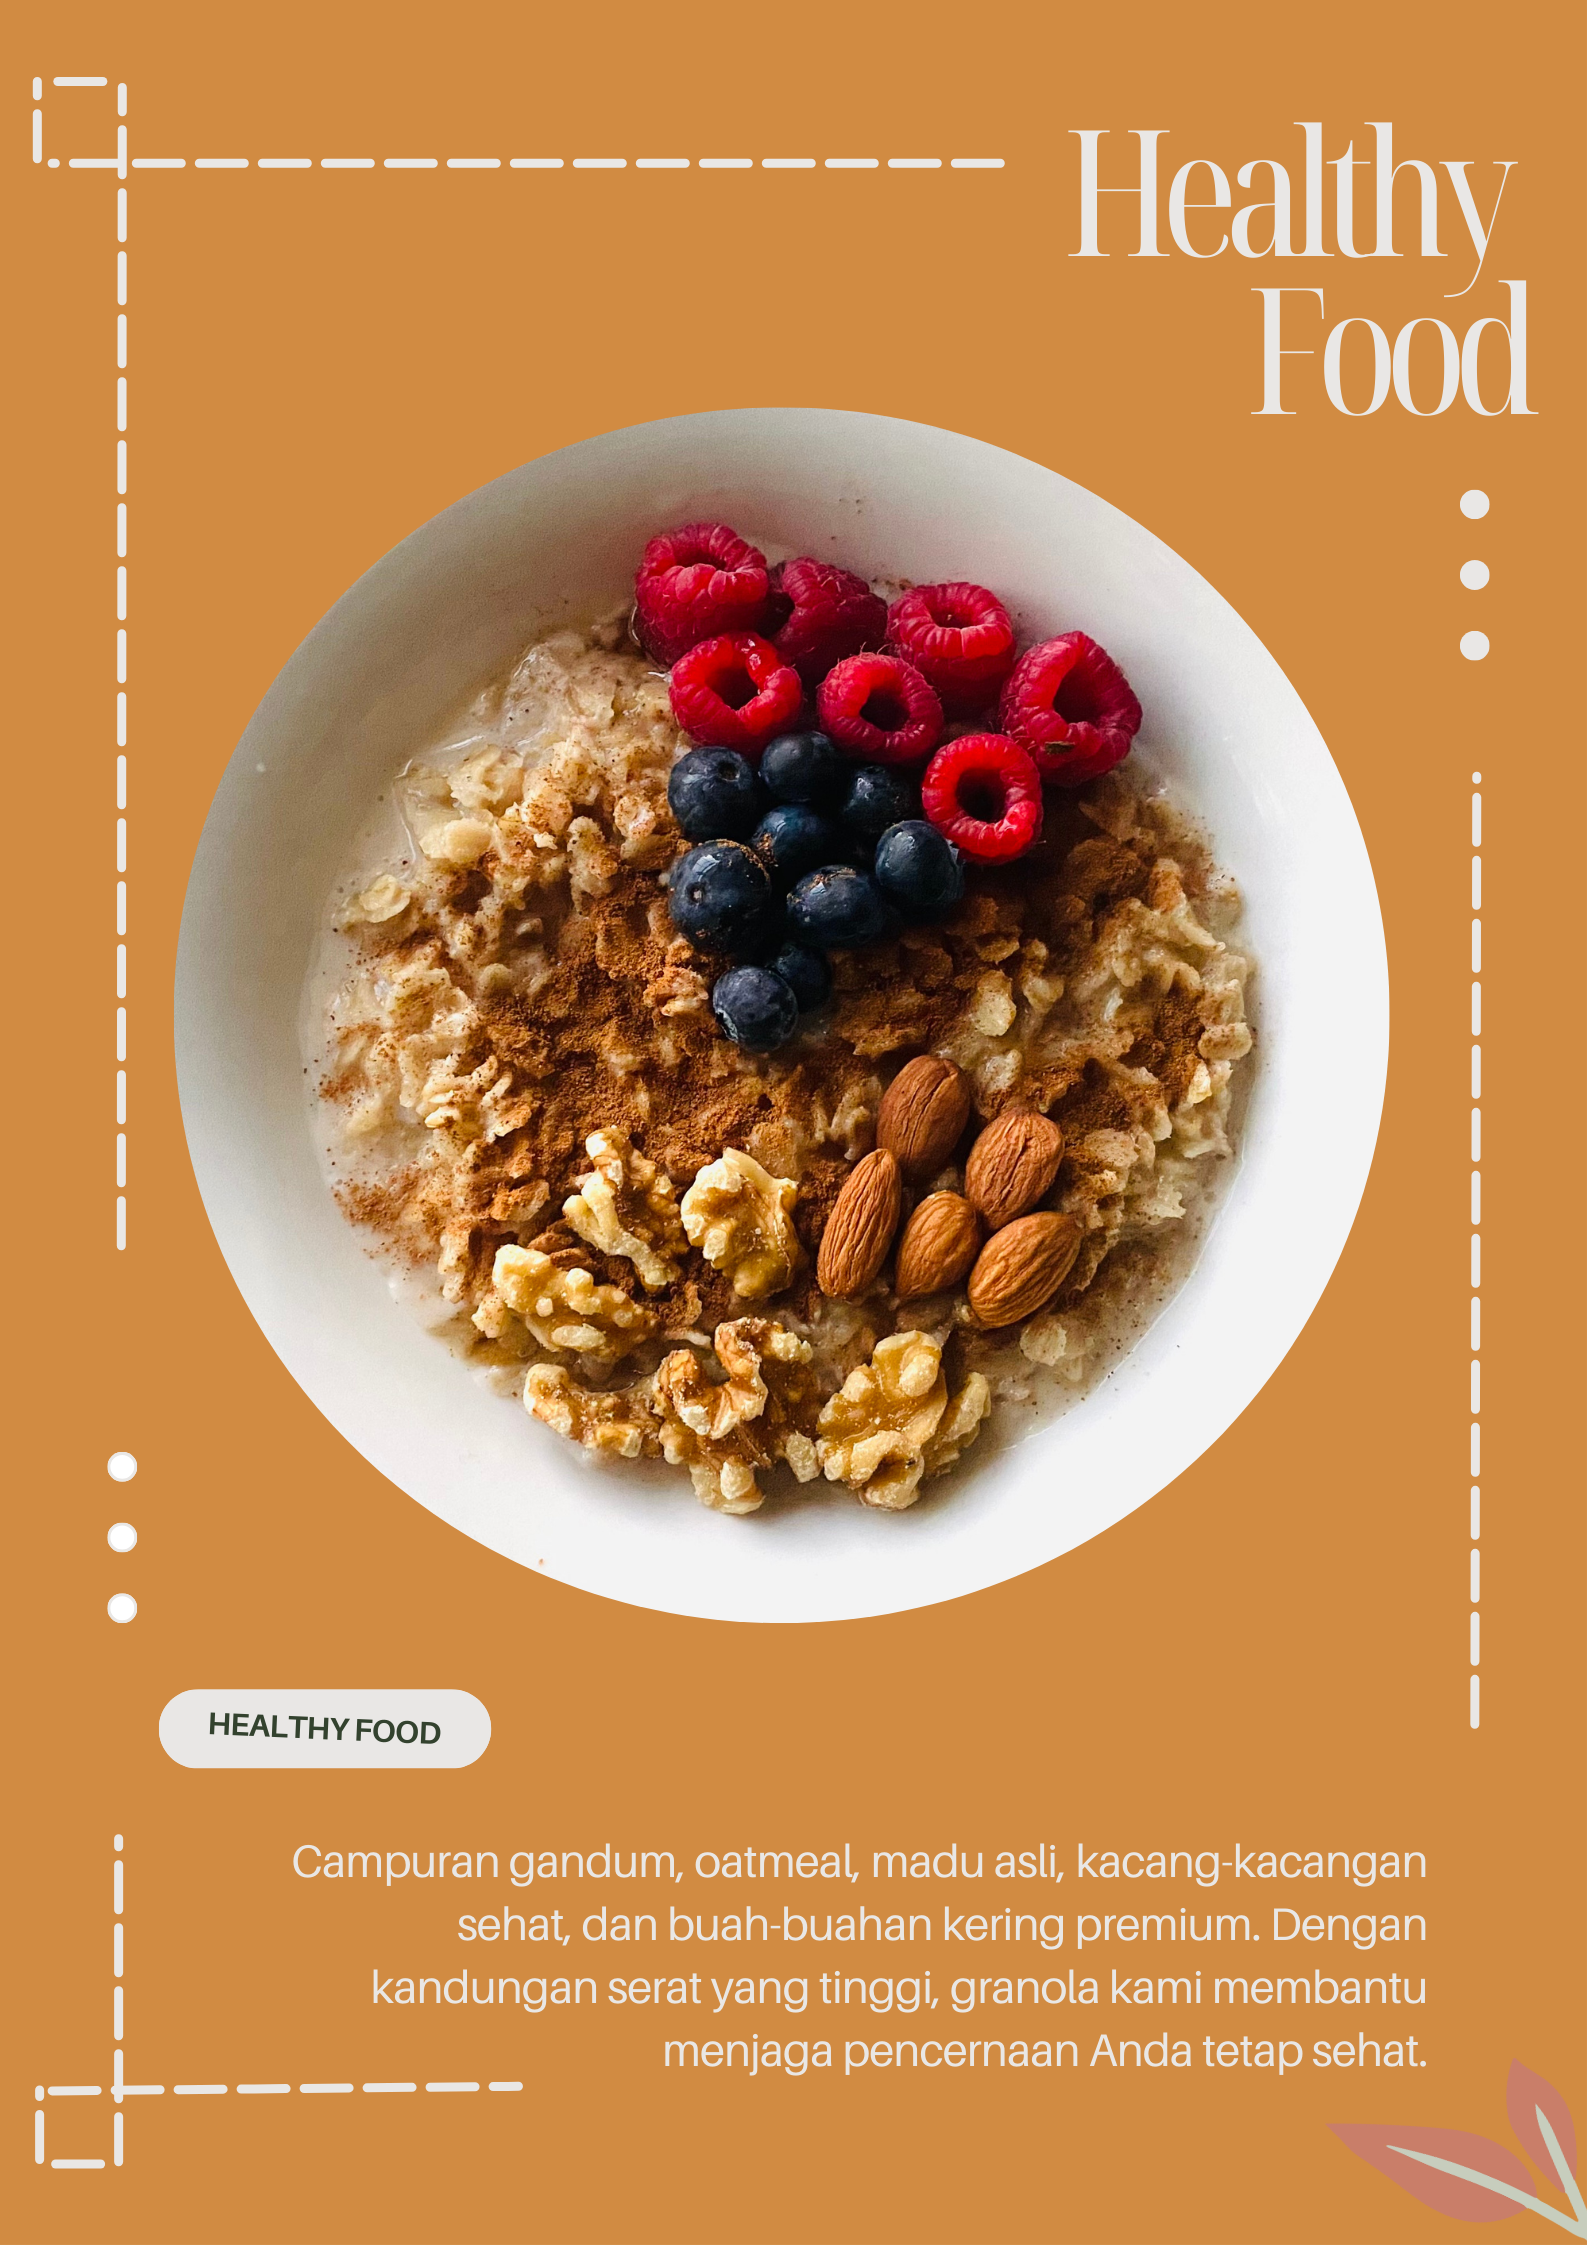 Healthy
Food
HEALTHY FOOD
Campuran gandum, oatmeal, madu asli, kacang-kacangan
sehat, dan buah-buahan kering premium. Dengan
kandungan serat yang tinggi, granola kami membantu
menjaga pencernaan Anda tetap sehat.